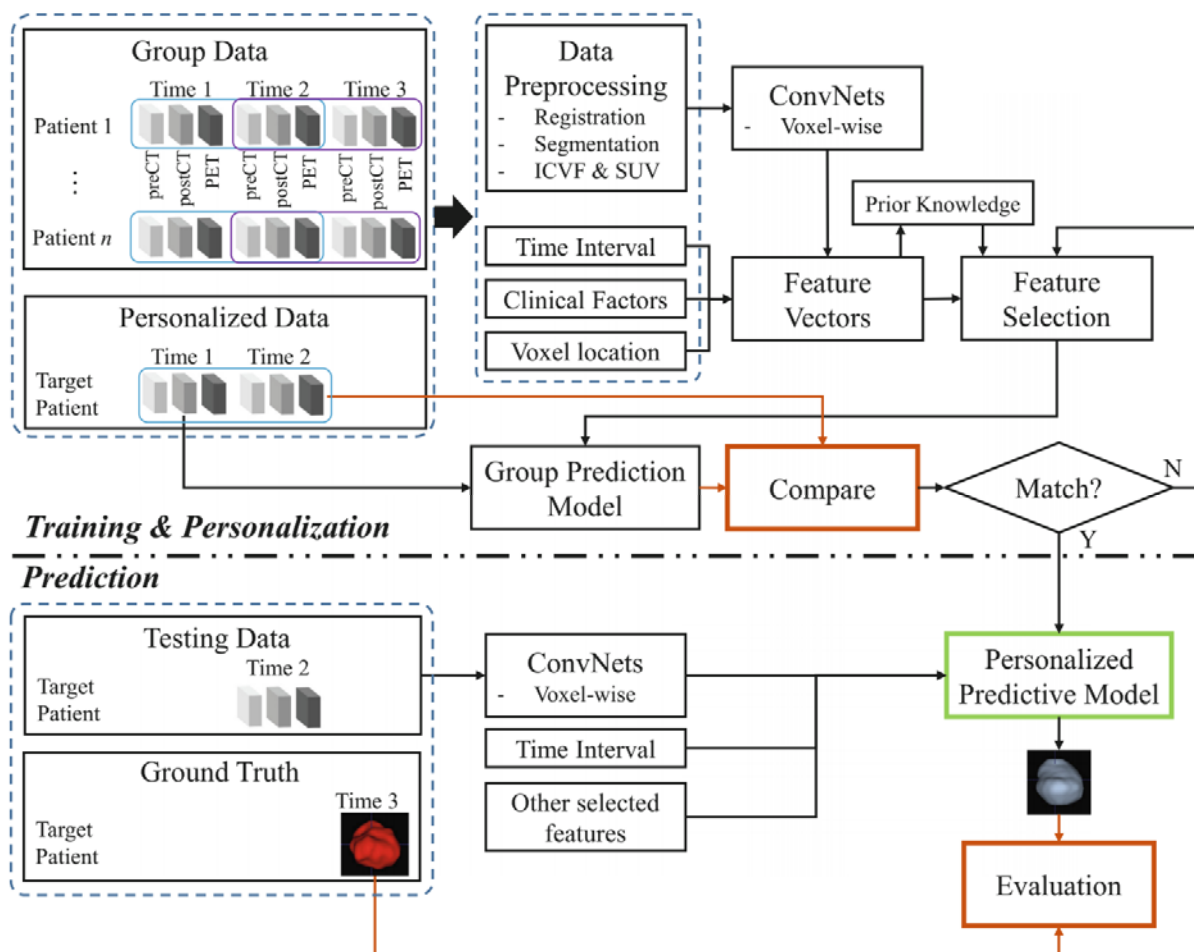 Group Data
Time 1 Time 2 Time 3
Patient 1
preCT postCT PET preCT postCT PET preCT postCT PET
⋮
Patient n
Personalized Data
Time 1 Time 2
Target
Patient
Data
Preprocessing
- Registration
- Segmentation
- ICVF & SUV
Time Interval
Clinical Factors
Voxel location
ConvNets
- Voxel-wise
Prior Knowledge
Feature
Vectors
Feature
Selection
Group Prediction
Model
Compare
Match?
N
Y
Training & Personalization
Prediction
Testing Data
Time 2
Target
Patient
Ground Truth
Time 3
Target
Patient
ConvNets
- Voxel-wise
Time Interval
Other selected
features
Personalized
Predictive Model
Evaluation